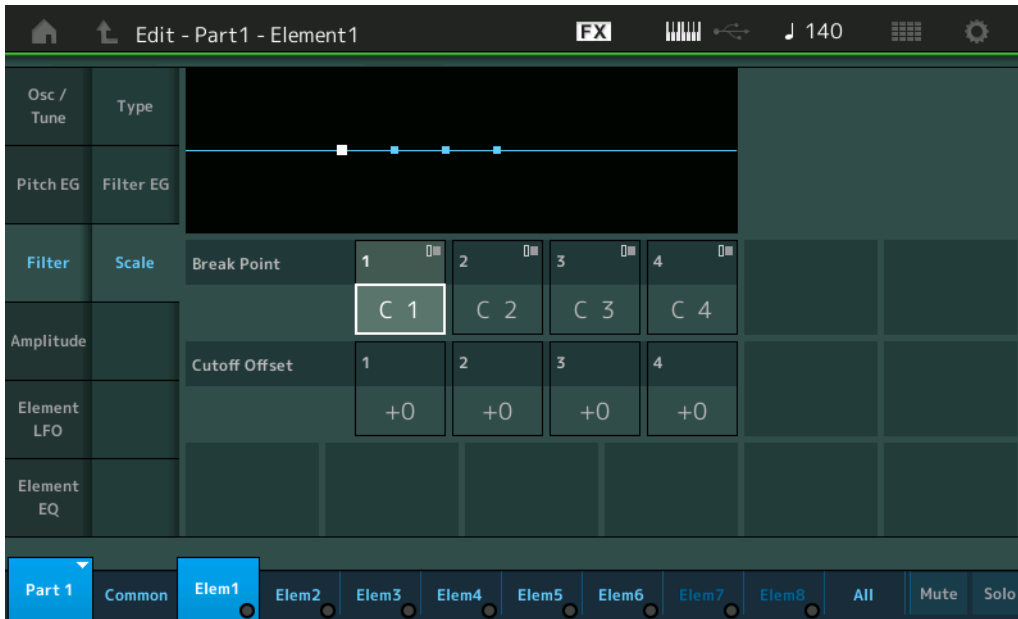 Edit - Part1 - Element1
FX
♩ 140
Osc /
Tune
Type
Pitch EG
Filter EG
Filter
Scale
Break Point
1
2
3
4
C 1
C 2
C 3
C 4
Amplitude
Cutoff Offset
1
2
3
4
+0
+0
+0
+0
Element
LFO
Element
EQ
Part 1
Common
Elem1
Elem2
Elem3
Elem4
Elem5
Elem6
Elem7
Elem8
All
Mute
Solo